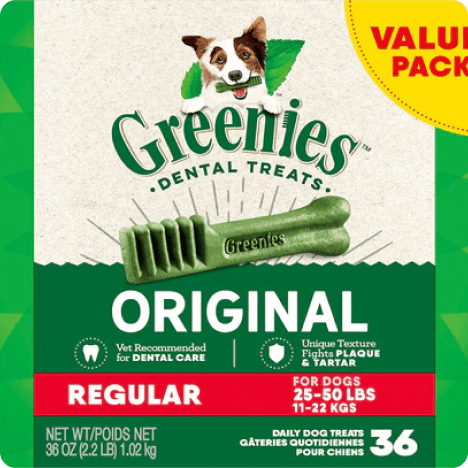 VALUE
PACK
Greenies™
• DENTAL TREATS •
Greenies
ORIGINAL
Vet Recommended
for DENTAL CARE
Unique Texture
Fights PLAQUE
& TARTAR
REGULAR
FOR DOGS
25-50 LBS
11-22 KGS
NET WT/POIDS NET
36 OZ (2.2 LB) 1.02 kg
DAILY DOG TREATS
GÂTERIES QUOTIDIENNES
POUR CHIENS
36